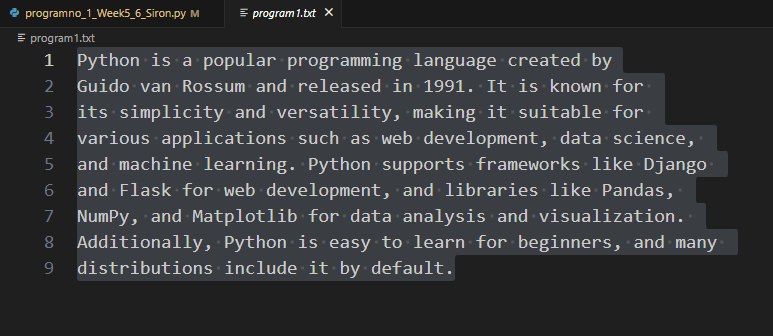 programno_1_Week5_6_Siron.py M program1.txt
program1.txt
1 Python is a popular programming language created by
2 Guido van Rossum and released in 1991. It is known for
3 its simplicity and versatility, making it suitable for
4 various applications such as web development, data science,
5 and machine learning. Python supports frameworks like Django
6 and Flask for web development, and libraries like Pandas,
7 NumPy, and Matplotlib for data analysis and visualization.
8 Additionally, Python is easy to learn for beginners, and many
9 distributions include it by default.